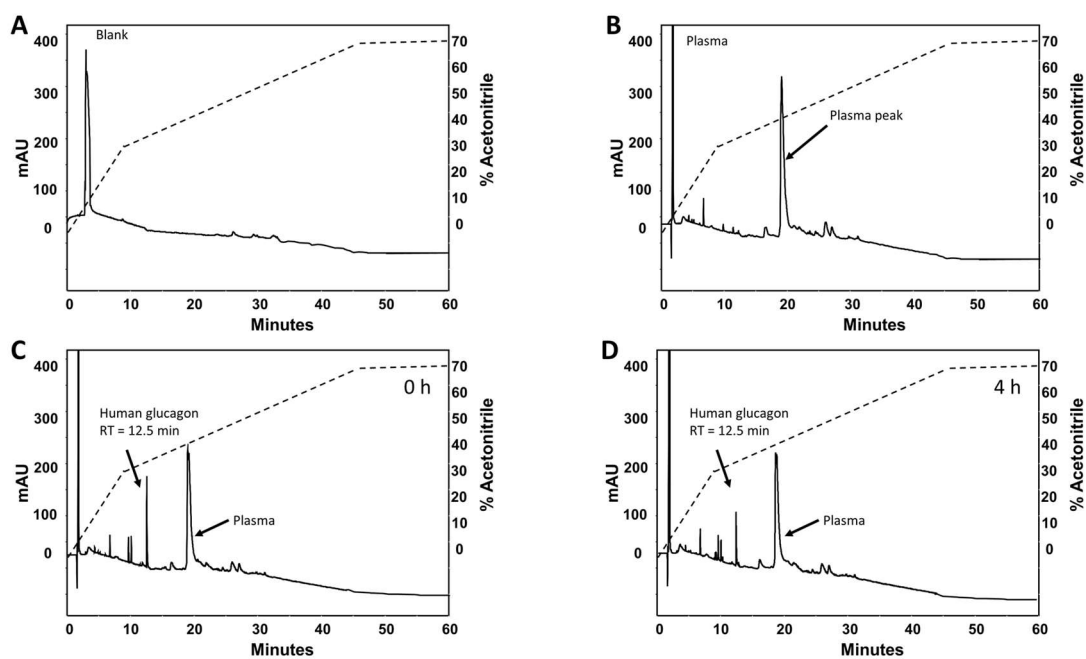 A
Blank
400
300
200
100
0
mAU
70
60
50
40
30
20
10
0
% Acetonitrile
0 10 20 30 40 50 60
Minutes
B
Plasma
Plasma peak
400
300
200
100
0
mAU
70
60
50
40
30
20
10
0
% Acetonitrile
0 10 20 30 40 50 60
Minutes
C
0 h
Human glucagon
RT = 12.5 min
Plasma
400
300
200
100
0
mAU
70
60
50
40
30
20
10
0
% Acetonitrile
0 10 20 30 40 50 60
Minutes
D
4 h
Human glucagon
RT = 12.5 min
Plasma
400
300
200
100
0
mAU
70
60
50
40
30
20
10
0
% Acetonitrile
0 10 20 30 40 50 60
Minutes